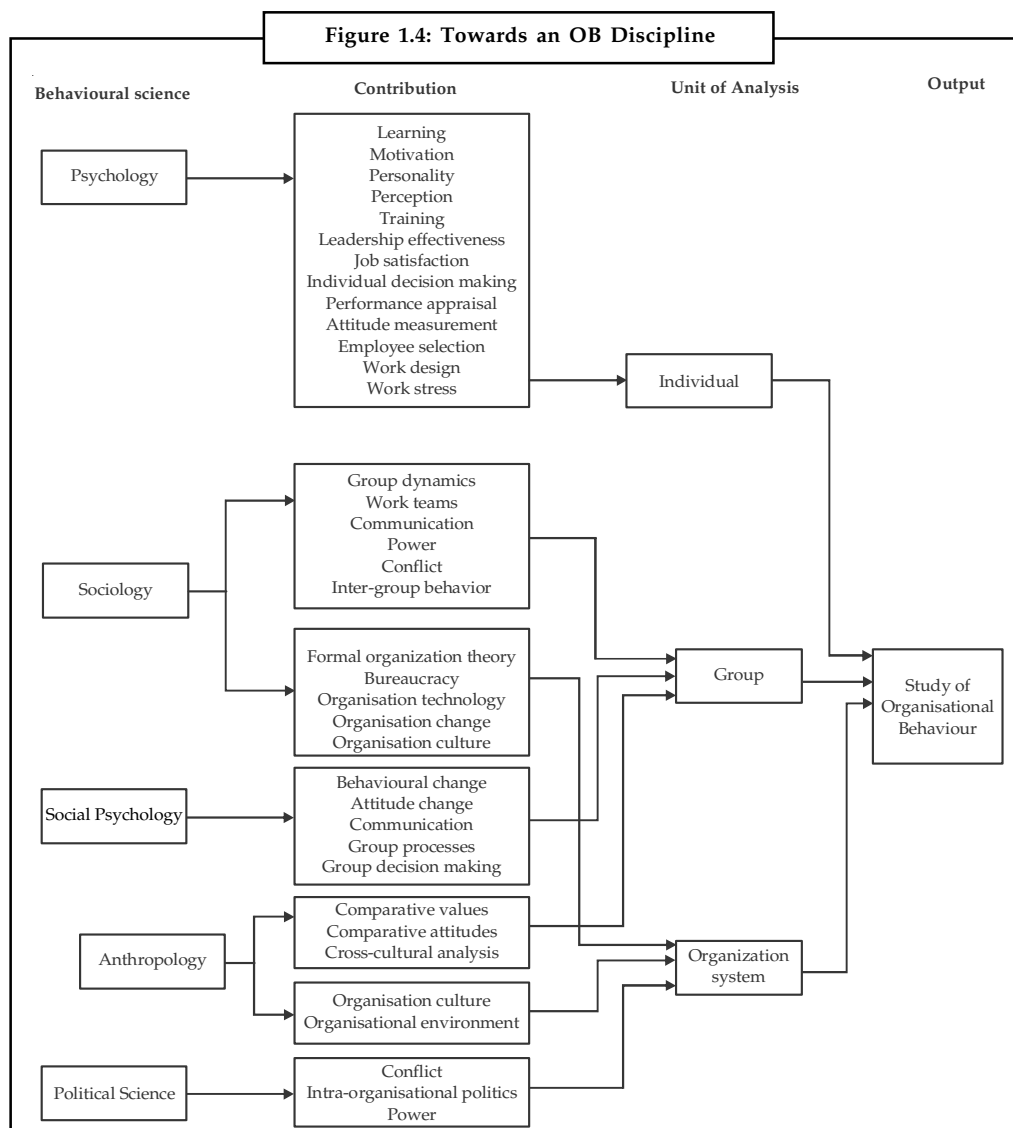 Figure 1.4: Towards an OB Discipline
Behavioural science
Contribution
Unit of Analysis
Output
Psychology
Learning
Motivation
Personality
Perception
Training
Leadership effectiveness
Job satisfaction
Individual decision making
Performance appraisal
Attitude measurement
Employee selection
Work design
Work stress
Individual
Sociology
Group dynamics
Work teams
Communication
Power
Conflict
Inter-group behavior
Formal organization theory
Bureaucracy
Organisation technology
Organisation change
Organisation culture
Group
Study of
Organisational
Behaviour
Social Psychology
Behavioural change
Attitude change
Communication
Group processes
Group decision making
Anthropology
Comparative values
Comparative attitudes
Cross-cultural analysis
Organisation culture
Organisational environment
Organization
system
Political Science
Conflict
Intra-organisational politics
Power